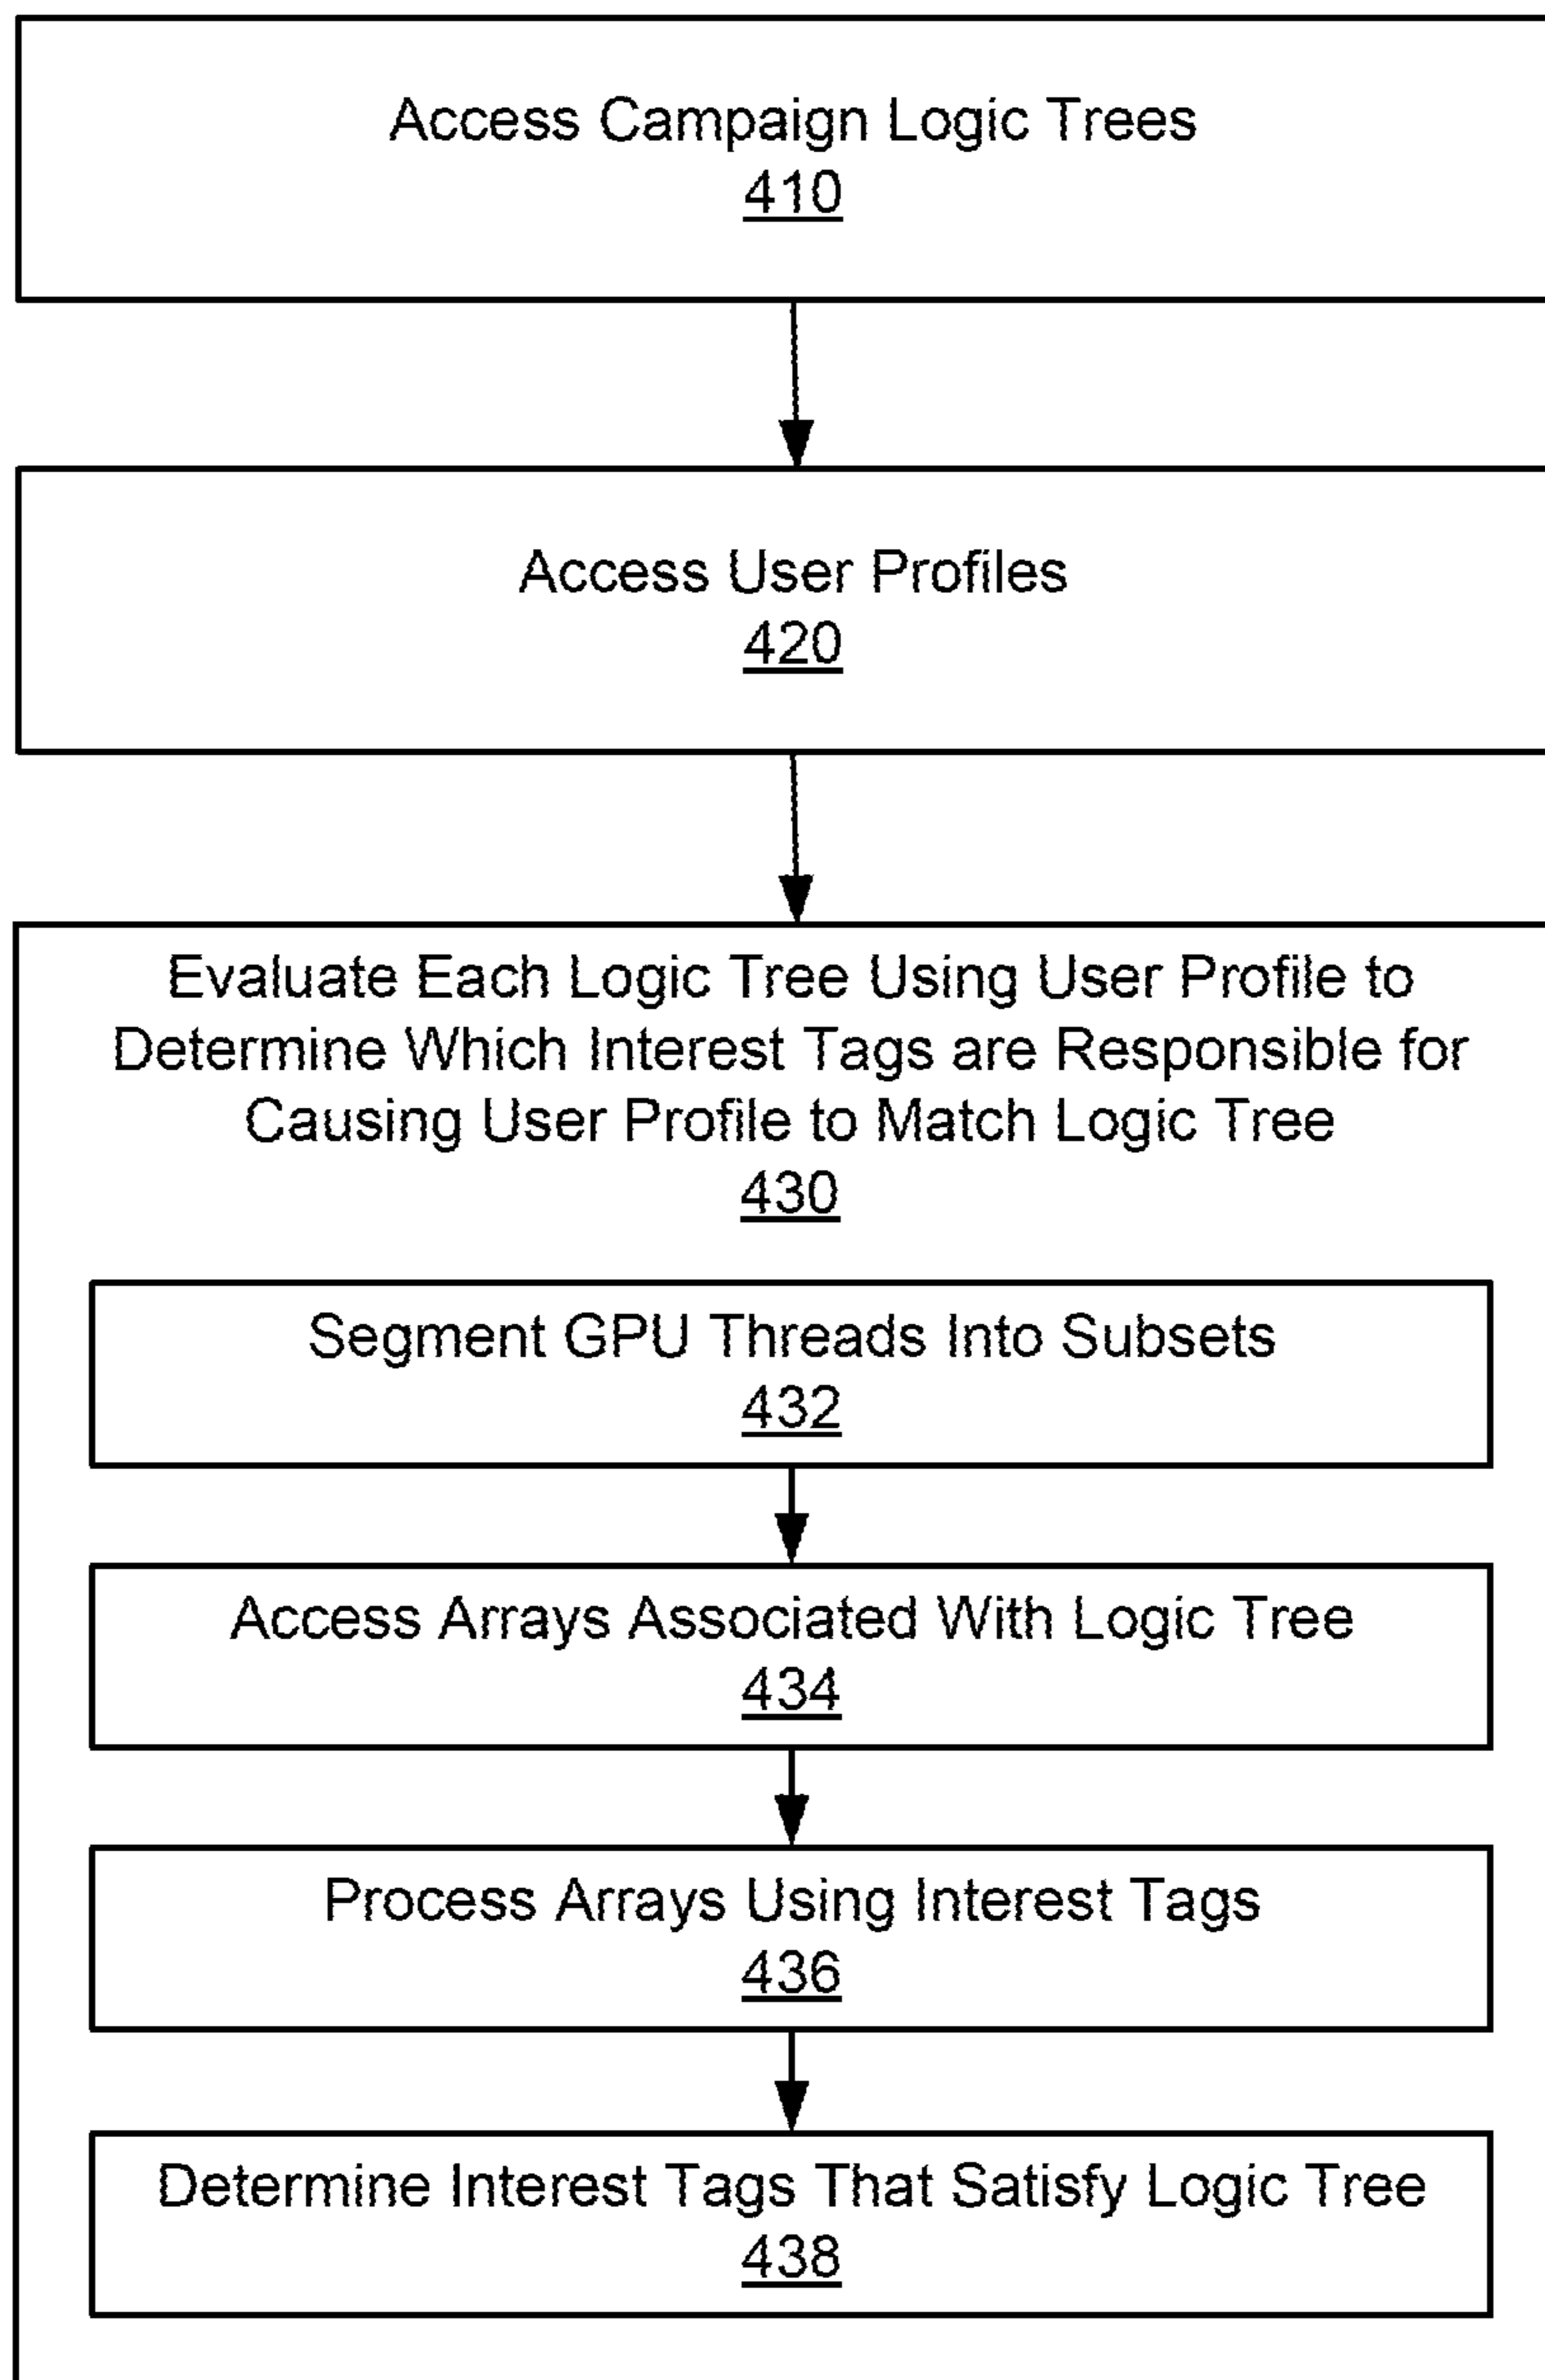 Access Campaign Logic Trees
410
Access User Profiles
420
Evaluate Each Logic Tree Using User Profile to
Determine Which Interest Tags are Responsible for
Causing User Profile to Match Logic Tree
430
Segment GPU Threads Into Subsets
432
Access Arrays Associated With Logic Tree
434
Process Arrays Using Interest Tags
436
Determine Interest Tags That Satisfy Logic Tree
438